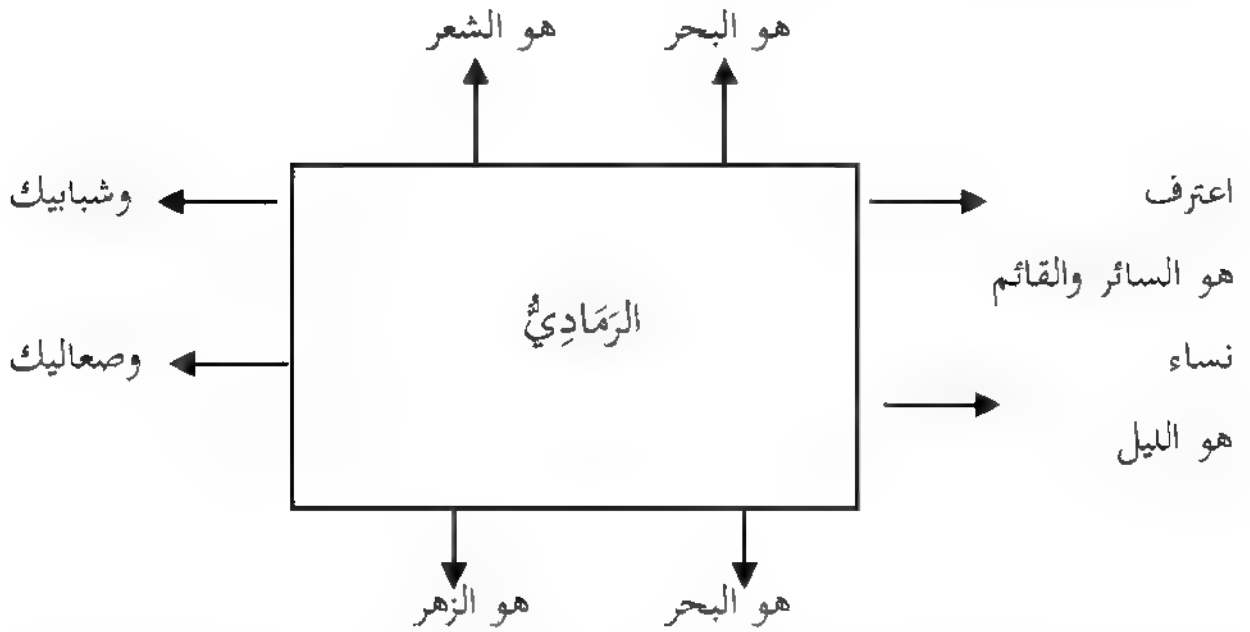 هو البحر
هو الشعر
اعترف
وشبابيك
هو السائر والقائم
الرَمَادِيُّ
نساء
وصعاليك
هو الليل
هو البحر
هو الزهر